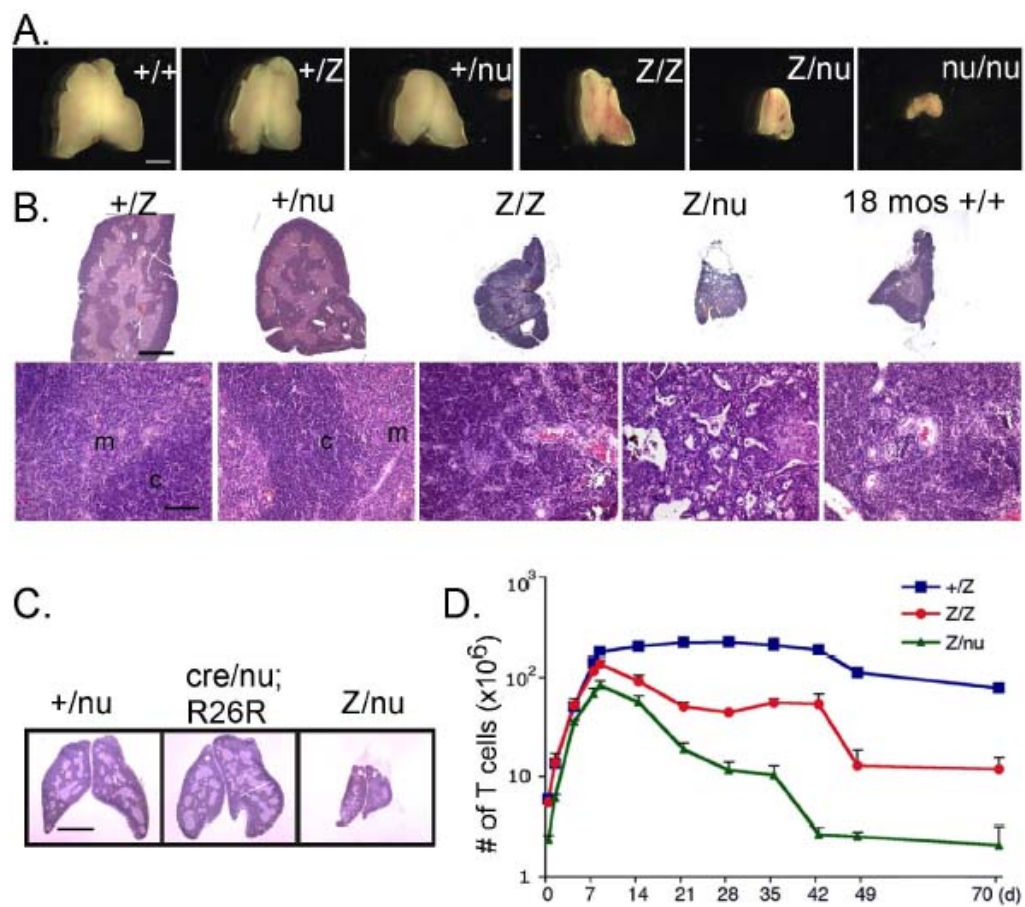 A.
+/+ +/Z +/nu Z/Z Z/nu nu/nu
B.
+/Z +/nu Z/Z Z/nu 18 mos +/+
m c c m
C.
+/nu cre/nu; R26R Z/nu
D.
# of T cells (x10⁶)
10³
10²
10
1
+/Z
Z/Z
Z/nu
0 7 14 21 28 35 42 49 70 (d)